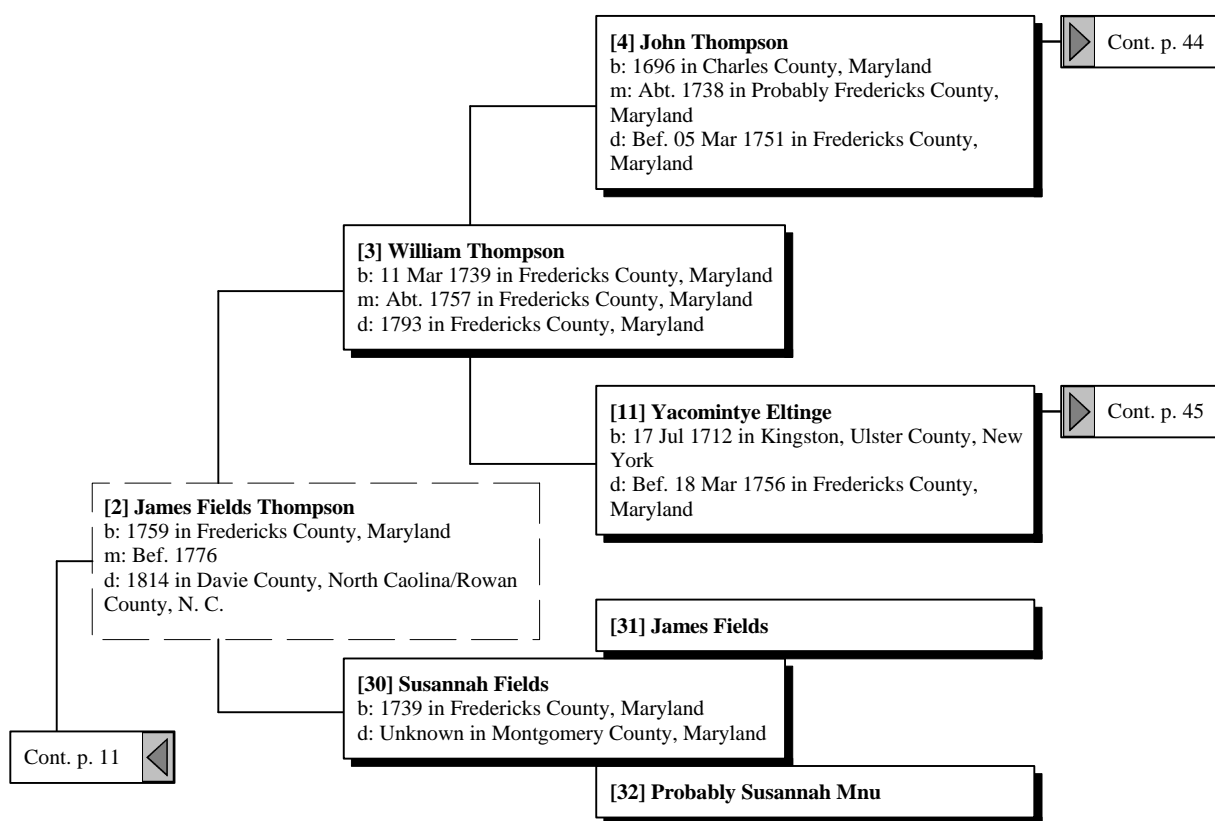 [4] John Thompson
b: 1696 in Charles County, Maryland
m: Abt. 1738 in Probably Fredericks County,
Maryland
d: Bef. 05 Mar 1751 in Fredericks County,
Maryland
Cont. p. 44
[3] William Thompson
b: 11 Mar 1739 in Fredericks County, Maryland
m: Abt. 1757 in Fredericks County, Maryland
d: 1793 in Fredericks County, Maryland
[11] Yacomintye Eltinge
b: 17 Jul 1712 in Kingston, Ulster County, New
York
d: Bef. 18 Mar 1756 in Fredericks County,
Maryland
Cont. p. 45
[2] James Fields Thompson
b: 1759 in Fredericks County, Maryland
m: Bef. 1776
d: 1814 in Davie County, North Caolina/Rowan
County, N. C.
[31] James Fields
[30] Susannah Fields
b: 1739 in Fredericks County, Maryland
d: Unknown in Montgomery County, Maryland
Cont. p. 11
[32] Probably Susannah Mnu